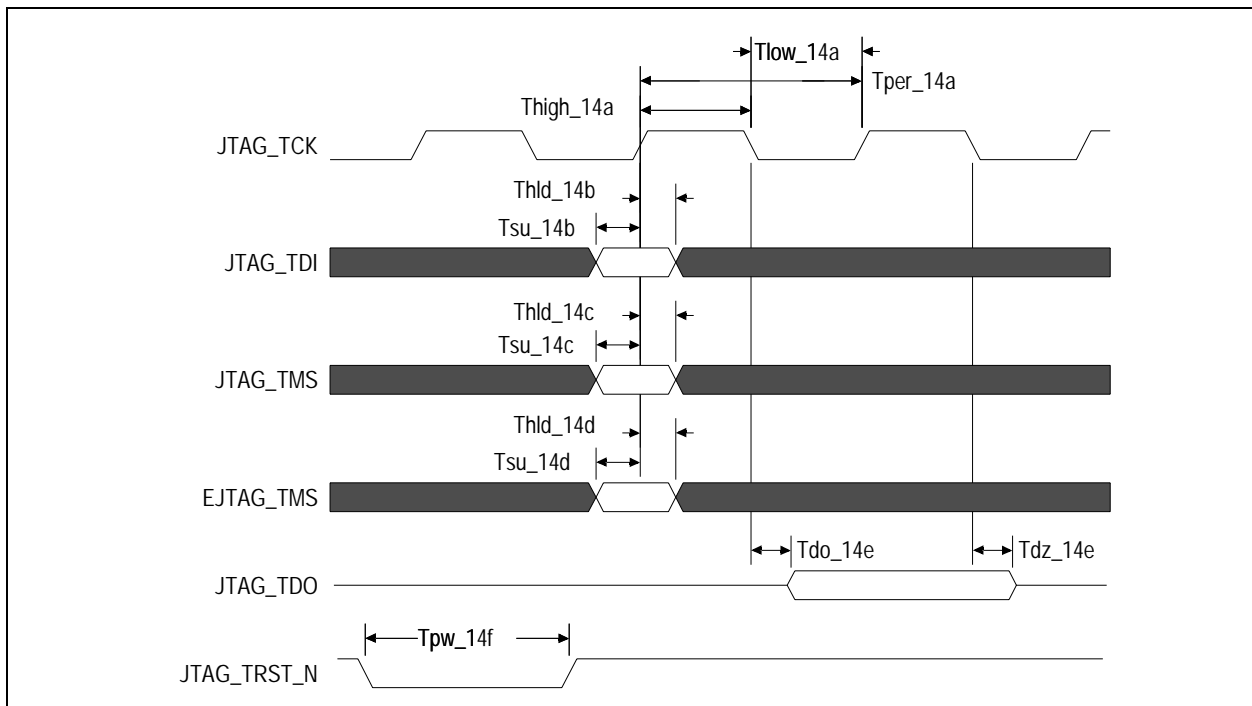 Tlow_14a
Tper_14a
Thigh_14a
JTAG_TCK
Thld_14b
Tsu_14b
JTAG_TDI
Thld_14c
Tsu_14c
JTAG_TMS
Thld_14d
Tsu_14d
EJTAG_TMS
Tdo_14e
Tdz_14e
JTAG_TDO
Tpw_14f
JTAG_TRST_N